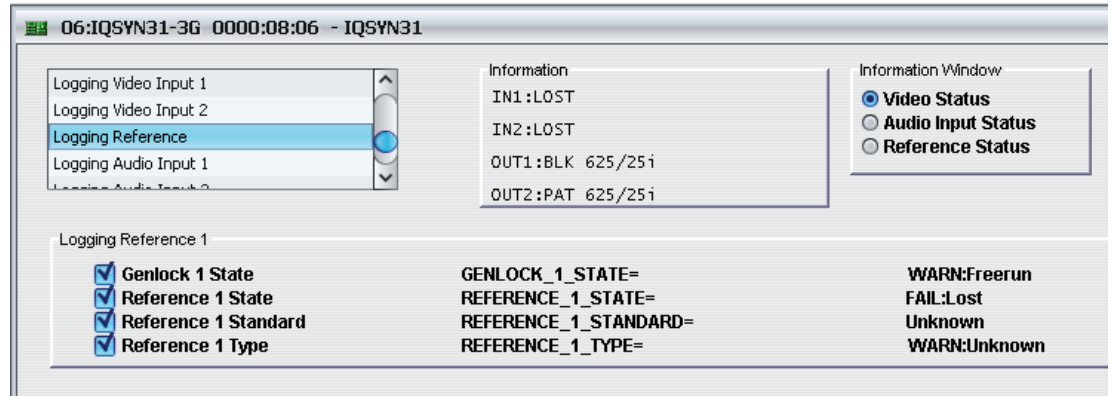 06:IQSYN31-3G 0000:08:06 - IQSYN31
Logging Video Input 1
Logging Video Input 2
Logging Reference
Logging Audio Input 1
Information
IN1:LOST
IN2:LOST
OUT1:BLK 625/25i
OUT2:PAT 625/25i
Information Window
Video Status
Audio Input Status
Reference Status
Logging Reference 1
Genlock 1 State GENLOCK_1_STATE= WARN:Freerun
Reference 1 State REFERENCE_1_STATE= FAIL:Lost
Reference 1 Standard REFERENCE_1_STANDARD= Unknown
Reference 1 Type REFERENCE_1_TYPE= WARN:Unknown